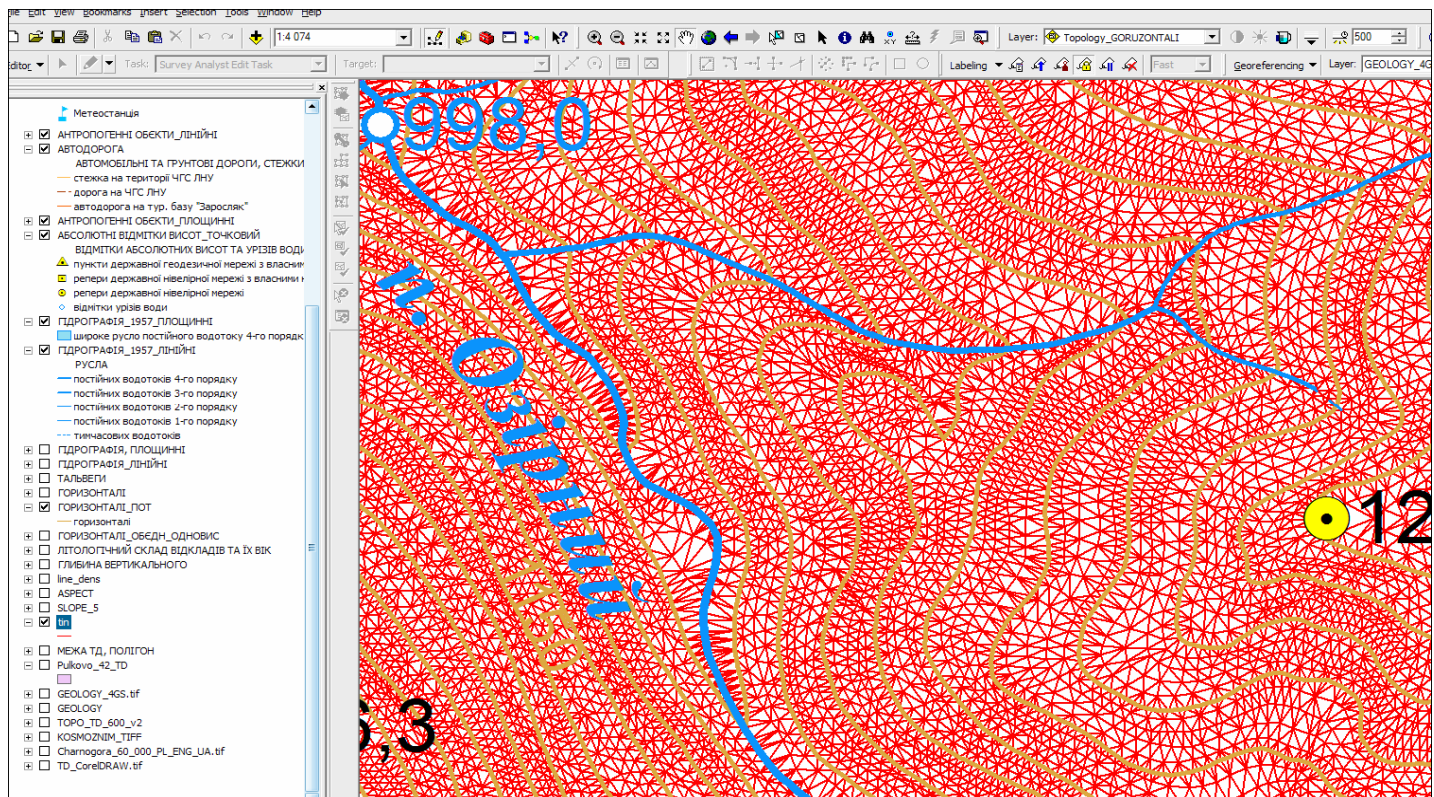 File Edit View Bookmarks Insert Selection Tools Window Help
1:4 074
Layer: Topology_GORUZONTALI
500
Editor
Task: Survey Analyst Edit Task
Target:
Labeling
Fast
Georeferencing
Layer: GEOLOGY_4G
Метеостанція
АНТРОПОГЕННІ ОБЄКТИ_ЛІНІЙНІ
АВТОДОРОГА
АВТОМОБІЛЬНІ ТА ГРУНТОВІ ДОРОГИ, СТЕЖКИ
стежка на території ЧГС ЛНУ
дорога на ЧГС ЛНУ
автодорога на тур. базу "Заросляк"
АНТРОПОГЕННІ ОБЄКТИ_ПЛОЩИННІ
АБСОЛЮТНІ ВІДМІТКИ ВИСОТ_ТОЧКОВИЙ
ВІДМІТКИ АБСОЛЮТНИХ ВИСОТ ТА УРІЗІВ ВОДИ
пункти державної геодезичної мережі з власним
репери державної нівелірної мережі з власними н
репери державної нівелірної мережі
відмітки урізів води
ГІДРОГРАФІЯ_1957_ПЛОЩИННІ
широке русло постійного водотоку 4-го порядк
ГІДРОГРАФІЯ_1957_ЛІНІЙНІ
РУСЛА
постійних водотоків 4-го порядку
постійних водотоків 3-го порядку
постійних водотоків 2-го порядку
постійних водотоків 1-го порядку
тимчасових водотоків
ГІДРОГРАФІЯ, ПЛОЩИННІ
ГІДРОГРАФІЯ_ЛІНІЙНІ
ТАЛЬВЕГИ
ГОРИЗОНТАЛІ
ГОРИЗОНТАЛІ_ПОТ
горизонталі
ГОРИЗОНТАЛІ_ОБЄДН_ОДНОВИС
ЛІТОЛОГІЧНИЙ СКЛАД ВІДКЛАДІВ ТА ЇХ ВІК
ГЛИБИНА ВЕРТИКАЛЬНОГО
line_dens
ASPECT
SLOPE_5
tin
МЕЖА ТД, ПОЛІГОН
Pulkovo_42_TD
GEOLOGY_4GS.tif
GEOLOGY
TOPO_TD_600_v2
KOSMOZNIM_TIFF
Charnogora_60_000_PL_ENG_UA.tif
TD_CorelDRAW.tif
998,0
п. Озірний
12
6,3